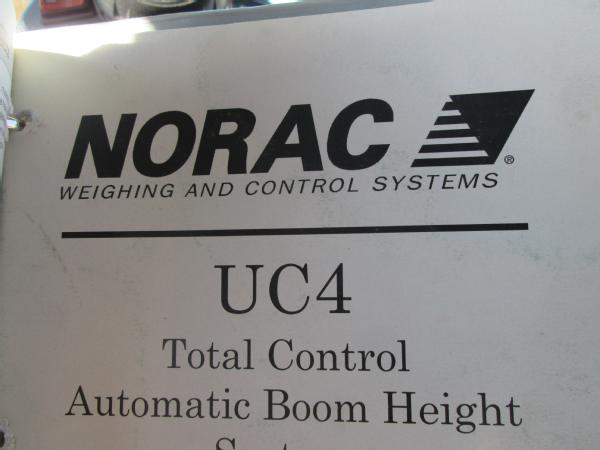 NORAC ®
WEIGHING AND CONTROL SYSTEMS
UC4
Total Control
Automatic Boom Height